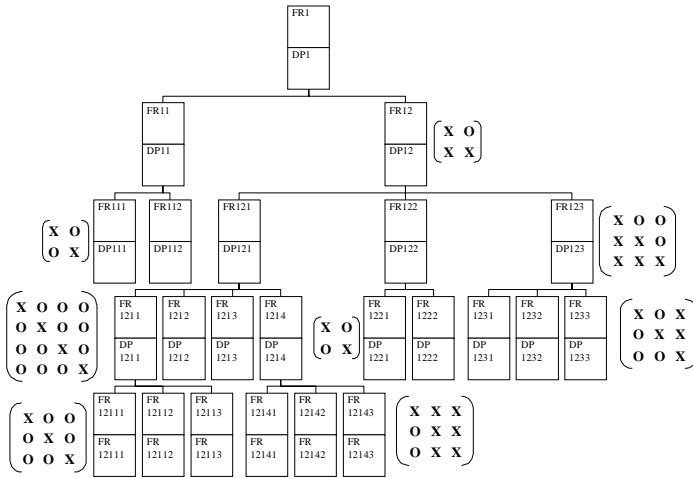 FR1
DP1
FR11
DP11
FR12
DP12
X O
X X
FR111
DP111
FR112
DP112
FR121
DP121
FR122
DP122
FR123
DP123
X O
O X
X O O
X X O
X X X
X O O O
O X O O
O O X O
O O O X
FR
1211
DP
1211
FR
1212
DP
1212
FR
1213
DP
1213
FR
1214
DP
1214
X O
O X
FR
1221
DP
1221
FR
1222
DP
1222
FR
1231
DP
1231
FR
1232
DP
1232
FR
1233
DP
1233
X O X
O X X
O O X
X O O
O X O
O O X
FR
12111
FR
12111
FR
12112
FR
12112
FR
12113
FR
12113
FR
12141
FR
12141
FR
12142
FR
12142
FR
12143
FR
12143
X X X
O X X
O X X